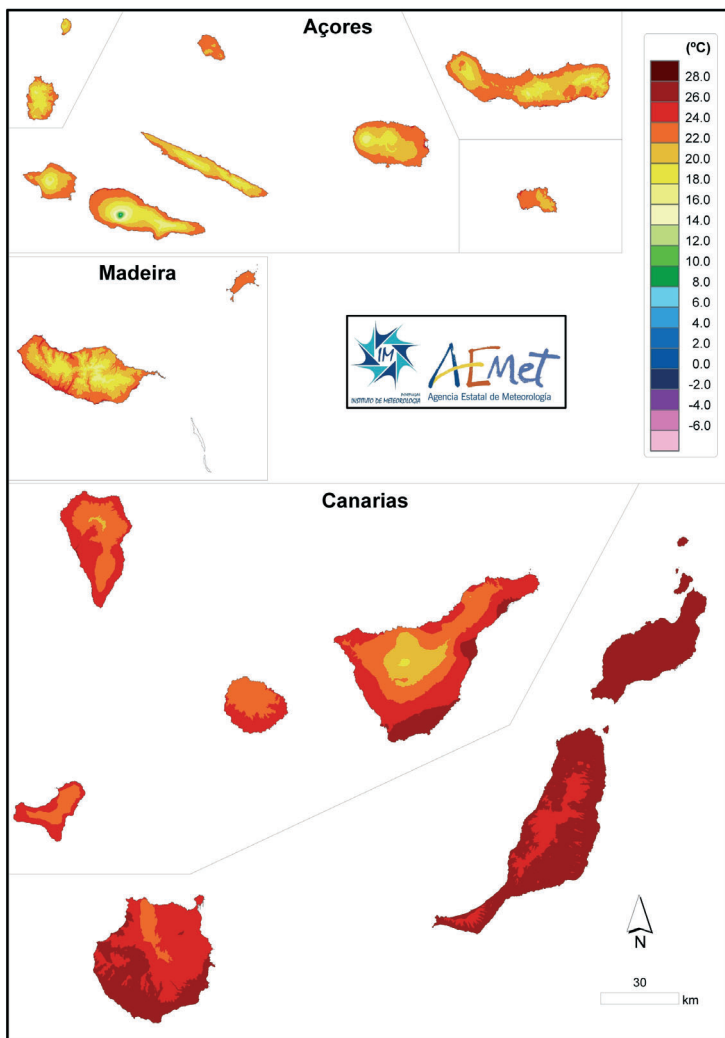 Açores
(ºC)
28.0
26.0
24.0
22.0
20.0
18.0
16.0
14.0
12.0
10.0
8.0
6.0
4.0
2.0
0.0
-2.0
-4.0
-6.0
Madeira
IM
PORTUGAL
INSTITUTO DE METEOROLOGIA
AEMet
Agencia Estatal de Meteorología
Canarias
N
30
km